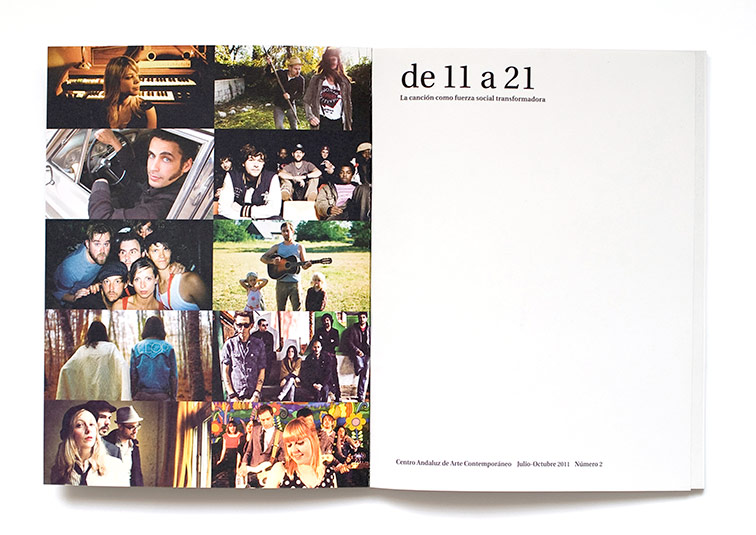 de 11 a 21
La canción como fuerza social transformadora
Centro Andaluz de Arte Contemporáneo Julio-Octubre 2011 Número 2